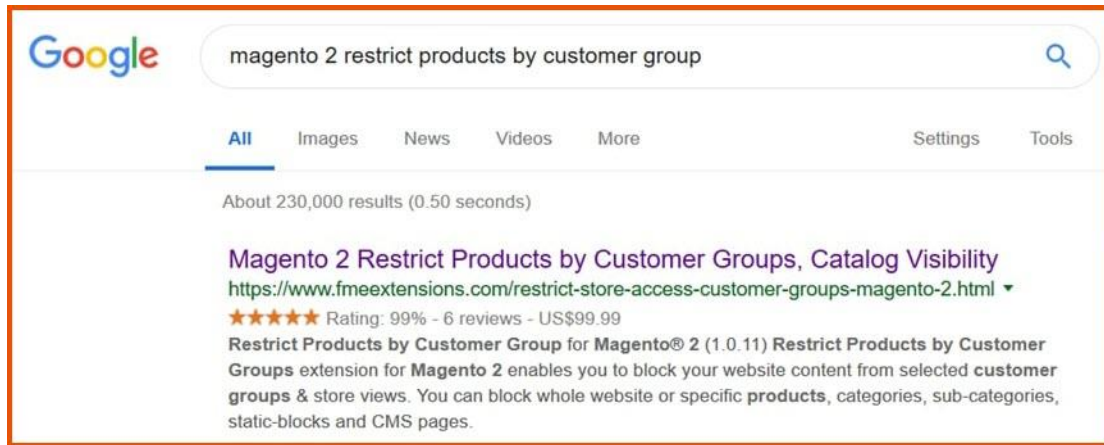 Google
magento 2 restrict products by customer group
All Images News Videos More Settings Tools
About 230,000 results (0.50 seconds)
Magento 2 Restrict Products by Customer Groups, Catalog Visibility
https://www.fmeextensions.com/restrict-store-access-customer-groups-magento-2.html
Rating: 99% - 6 reviews - US$99.99
Restrict Products by Customer Group for Magento® 2 (1.0.11) Restrict Products by Customer
Groups extension for Magento 2 enables you to block your website content from selected customer
groups & store views. You can block whole website or specific products, categories, sub-categories,
static-blocks and CMS pages.